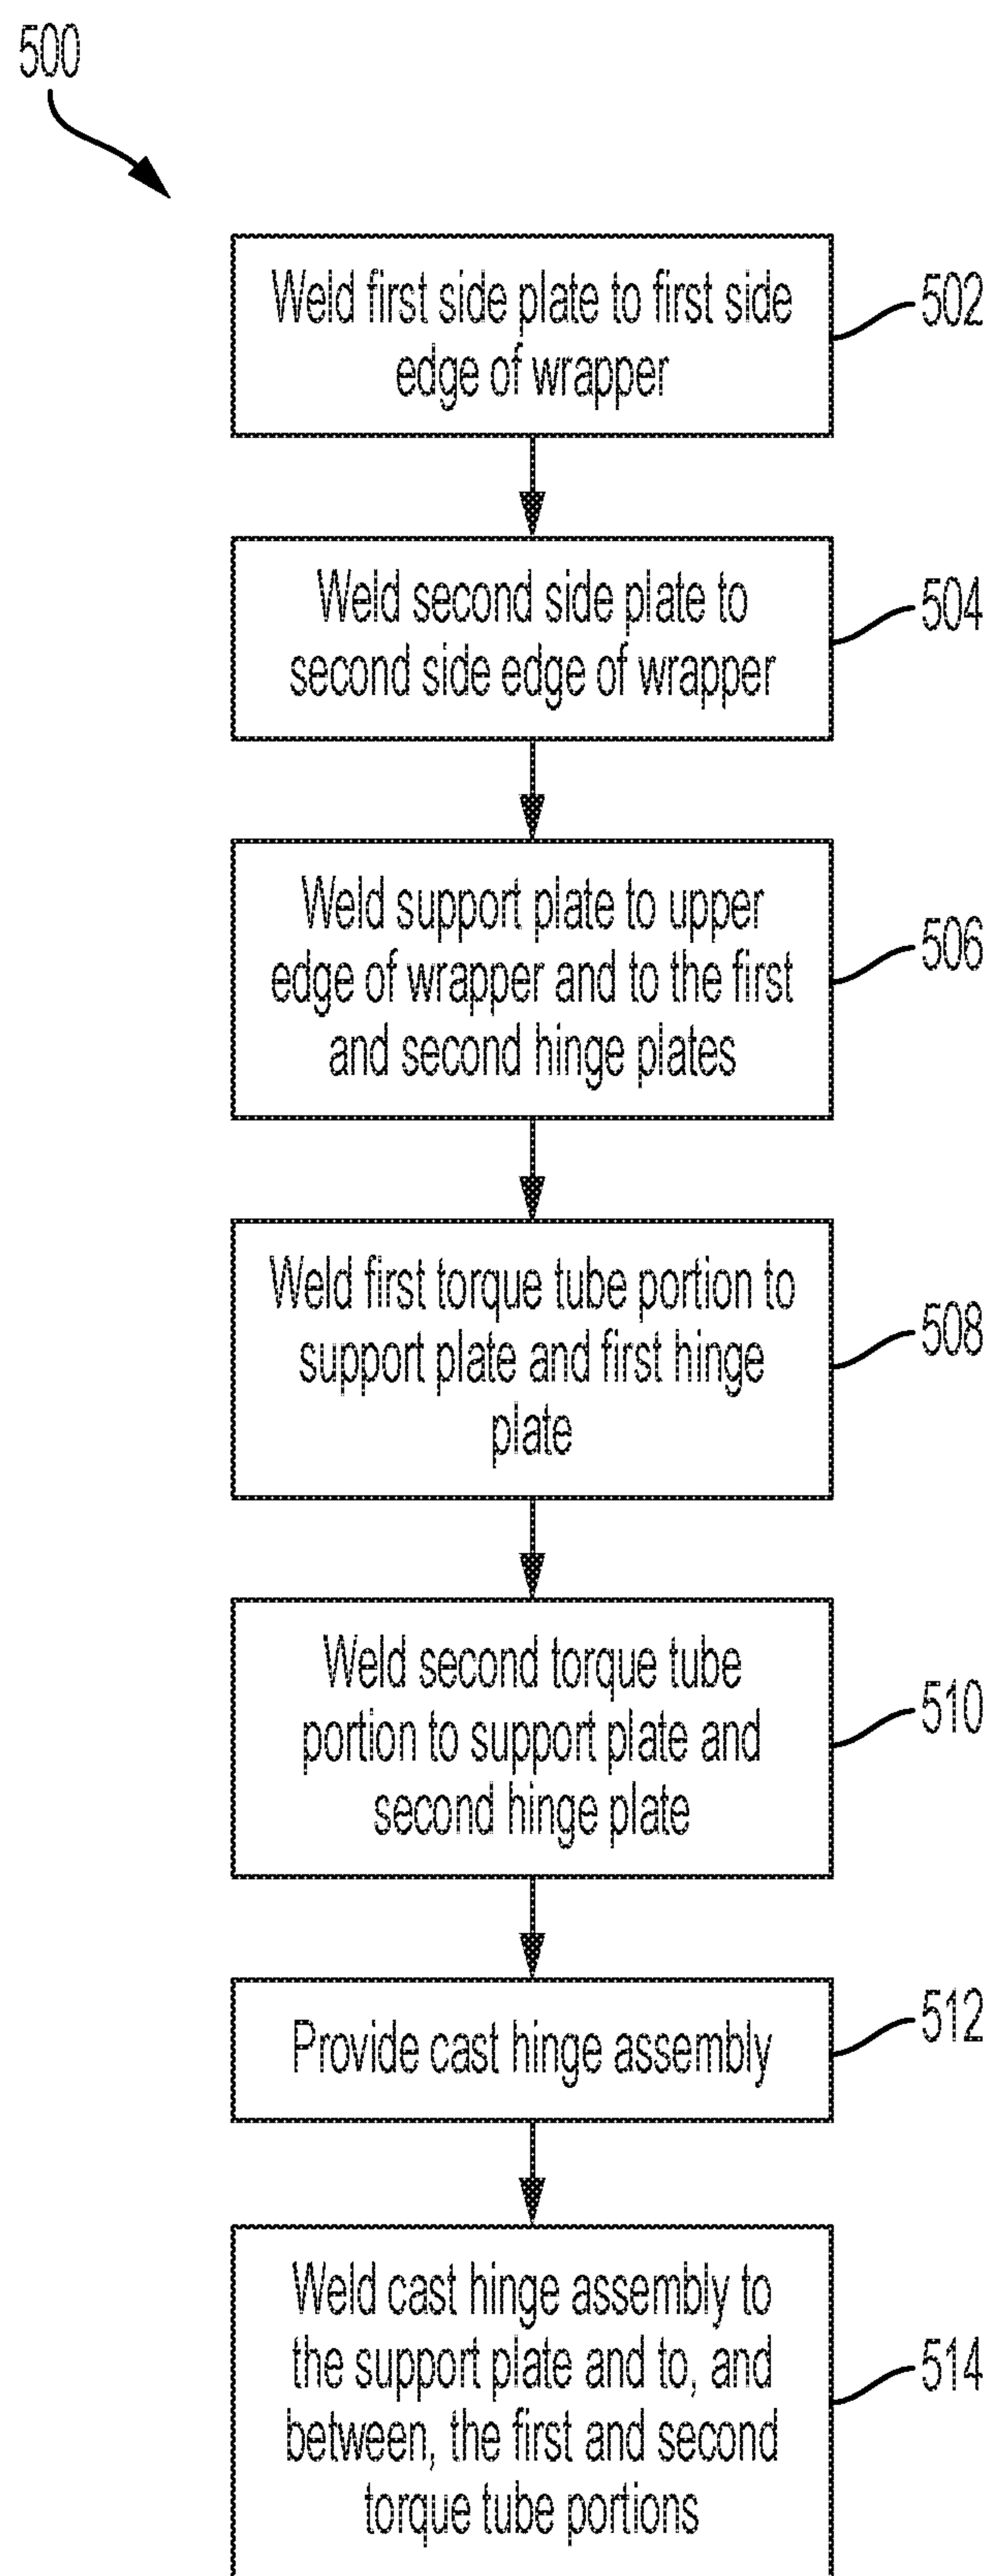 500
Weld first side plate to first side
edge of wrapper
502
Weld second side plate to
second side edge of wrapper
504
Weld support plate to upper
edge of wrapper and to the first
and second hinge plates
506
Weld first torque tube portion to
support plate and first hinge
plate
508
Weld second torque tube
portion to support plate and
second hinge plate
510
Provide cast hinge assembly
512
Weld cast hinge assembly to
the support plate and to, and
between, the first and second
torque tube portions
514